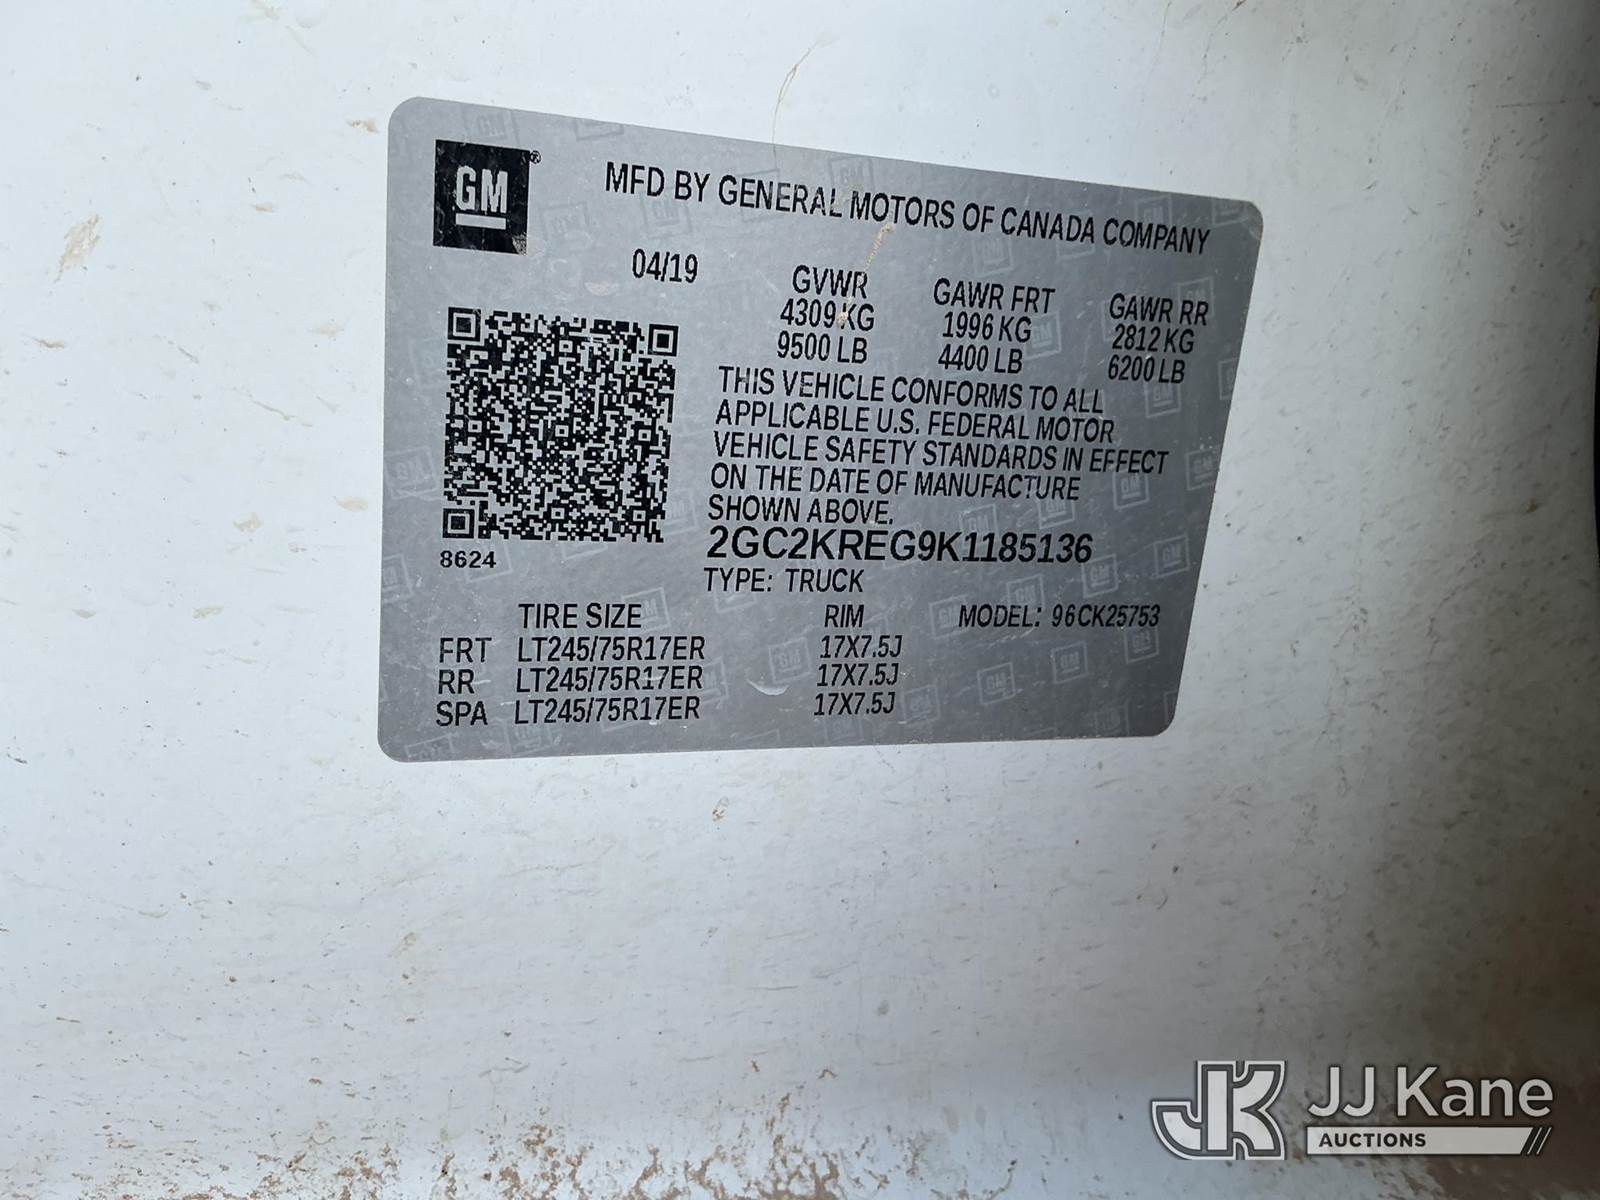 GM®
MFD BY GENERAL MOTORS OF CANADA COMPANY
04/19
GVWR GAWR FRT GAWR RR
4309 KG 1996 KG 2812 KG
9500 LB 4400 LB 6200 LB
THIS VEHICLE CONFORMS TO ALL
APPLICABLE U.S. FEDERAL MOTOR
VEHICLE SAFETY STANDARDS IN EFFECT
ON THE DATE OF MANUFACTURE
SHOWN ABOVE.
8624
2GC2KREG9K1185136
TYPE: TRUCK
TIRE SIZE RIM MODEL: 96CK25753
FRT LT245/75R17ER 17X7.5J
RR LT245/75R17ER 17X7.5J
SPA LT245/75R17ER 17X7.5J
JK JJ Kane
AUCTIONS